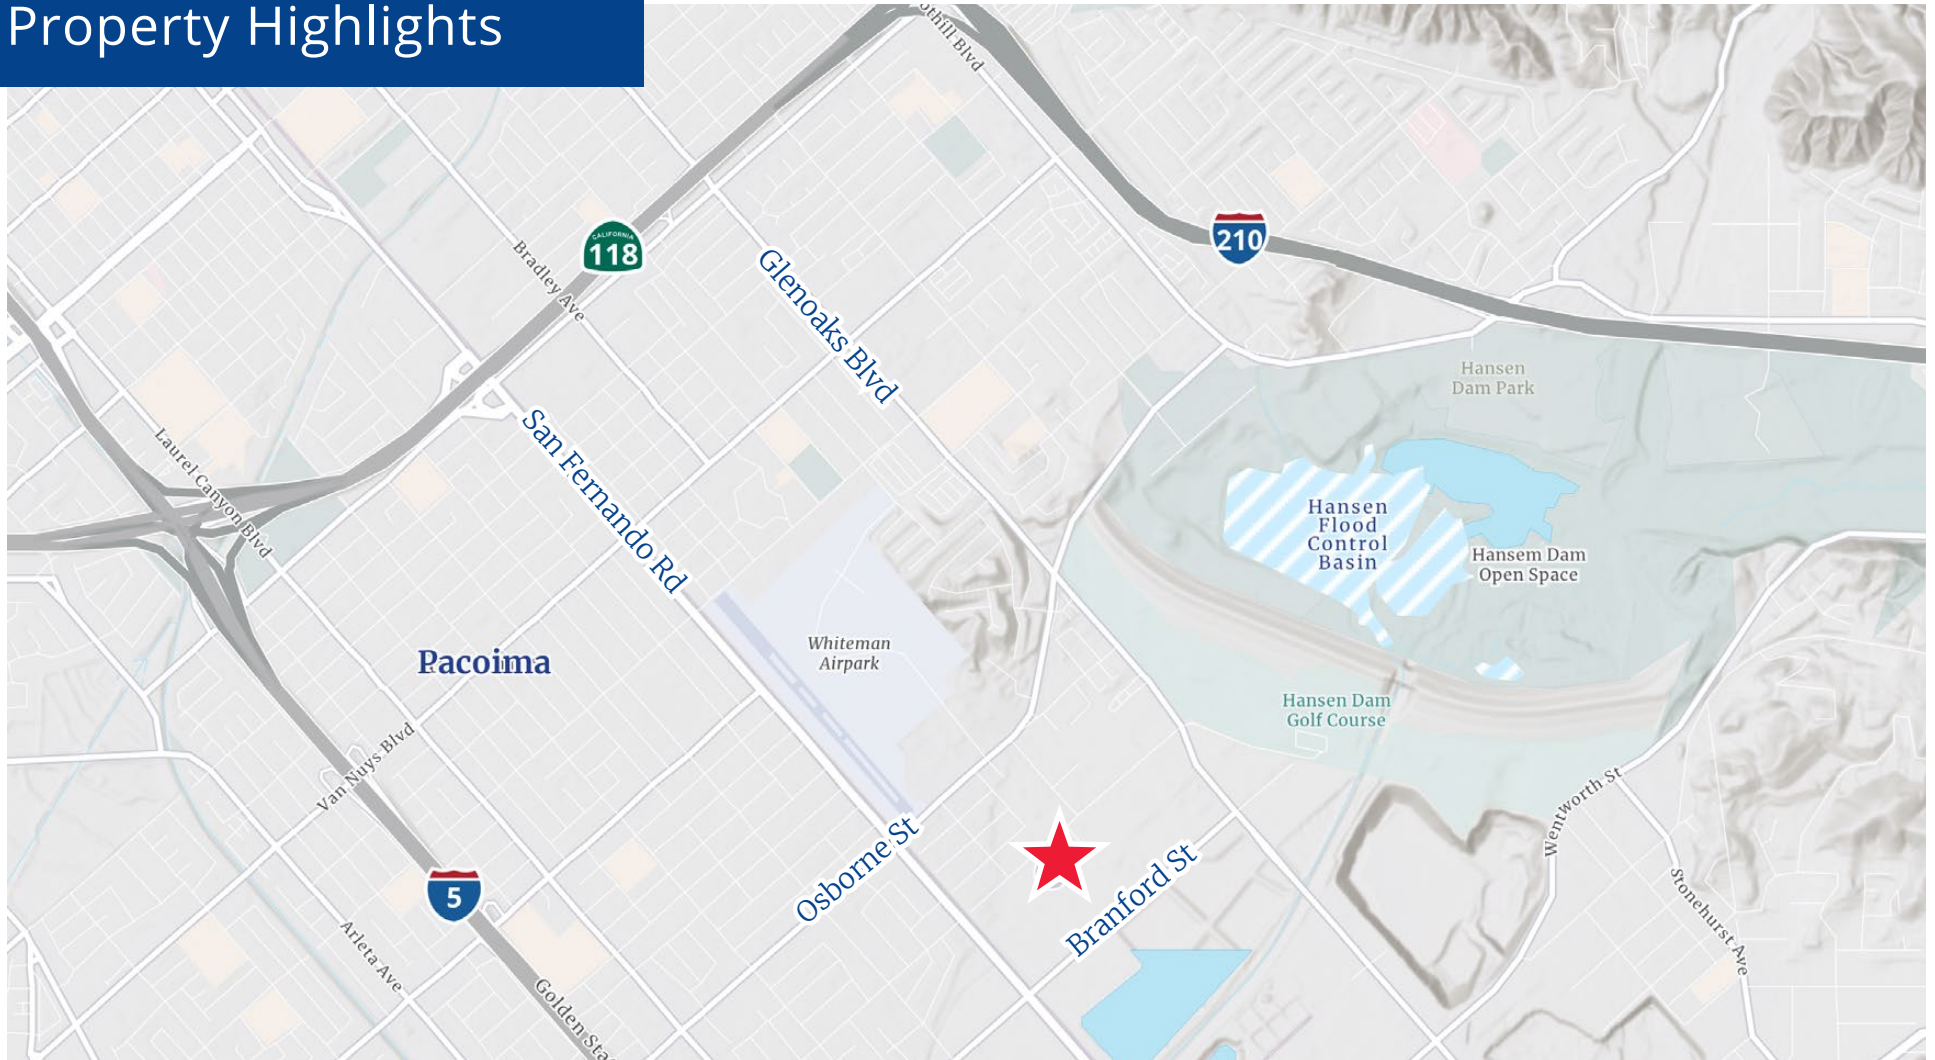 Property Highlights
othill Blvd
CALIFORNIA
118
210
Bradley Ave
Glenoaks Blvd
Hansen
Dam Park
Laurel Canyon Blvd
San Fernando Rd
Hansen
Flood
Control
Basin
Hansem Dam
Open Space
Whiteman
Airpark
Pacoima
Hansen Dam
Golf Course
Van Nuys Blvd
Wentworth St
Osborne St
Branford St
5
Stonehurst Ave
Arleta Ave
Golden Sta